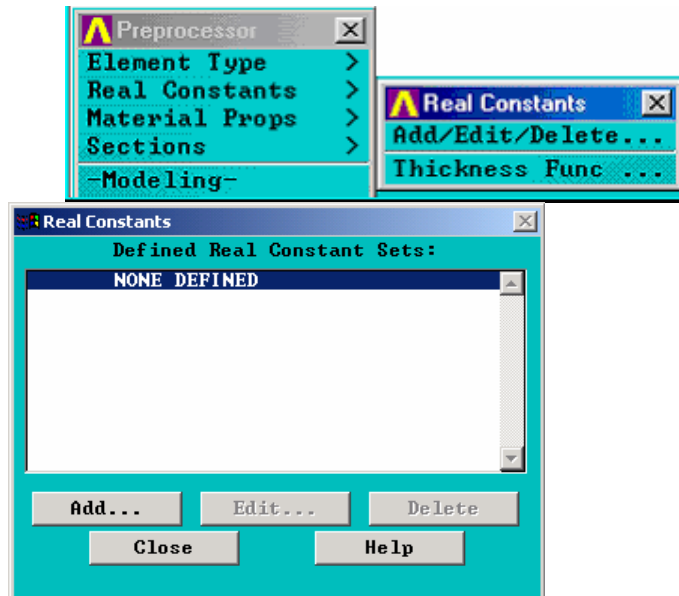 Preprocessor
Element Type >
Real Constants >
Material Props >
Sections >
-Modeling-
Real Constants
Add/Edit/Delete...
Thickness Func ...
Real Constants
Defined Real Constant Sets:
NONE DEFINED
Add... Edit... Delete
Close Help